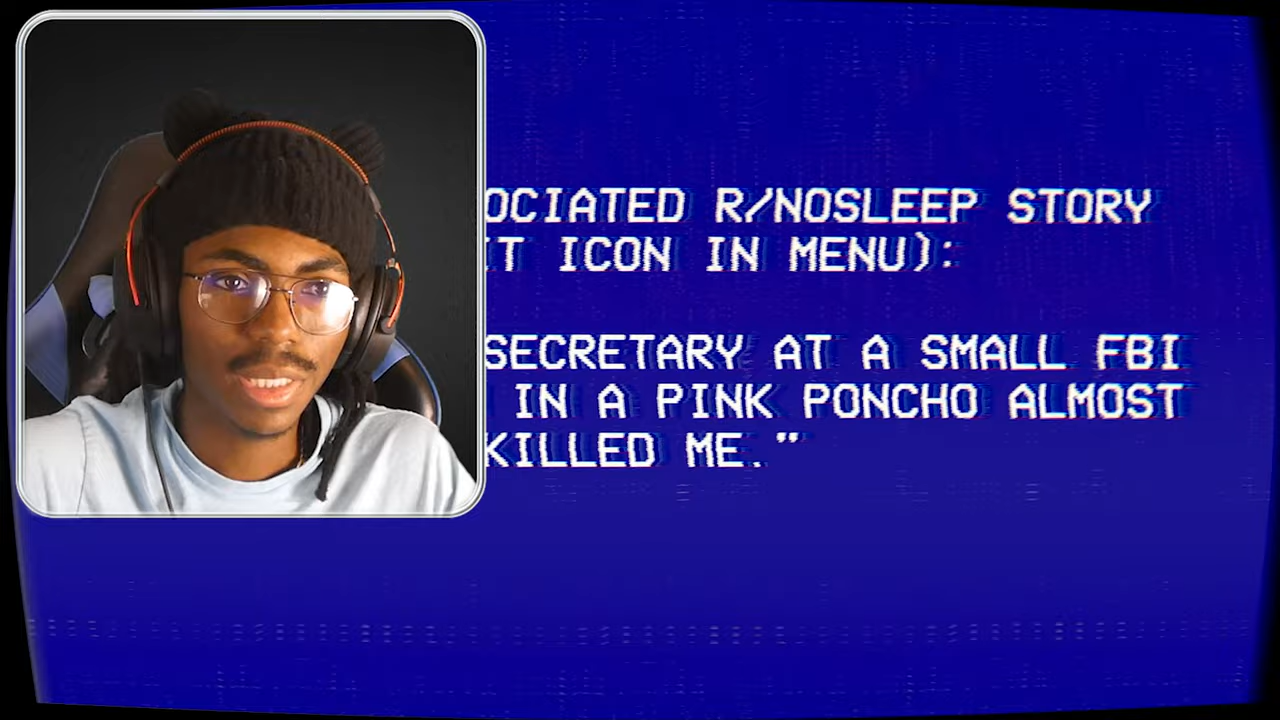 OCIATED R/NOSLEEP STORY
IT ICON IN MENU):
SECRETARY AT A SMALL FBI
IN A PINK PONCHO ALMOST
KILLED ME.”